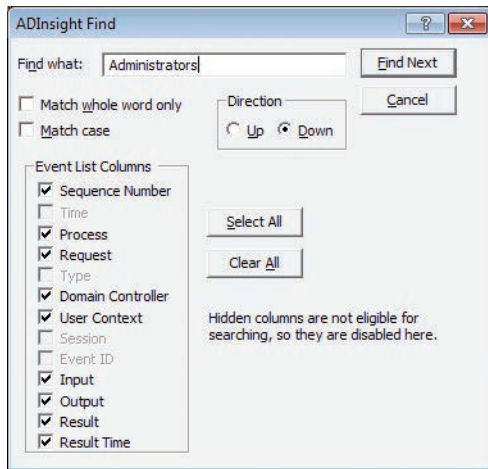 ADInsight Find
Find what: Administrators Find Next
Match whole word only
Match case
Direction
Up Down
Cancel
Event List Columns
Sequence Number
Time
Process
Request
Type
Domain Controller
User Context
Session
Event ID
Input
Output
Result
Result Time
Select All
Clear All
Hidden columns are not eligible for
searching, so they are disabled here.